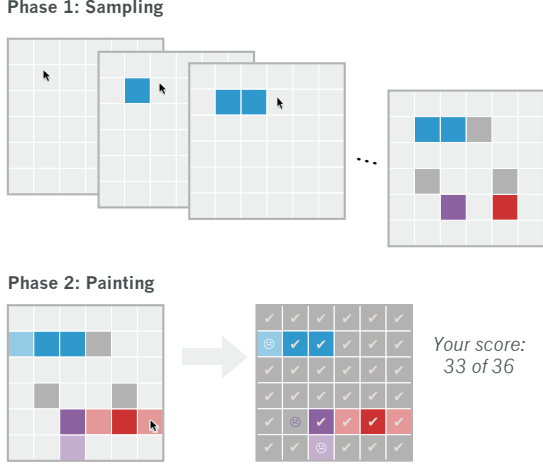 Phase 1: Sampling
Phase 2: Painting
Your score:
33 of 36